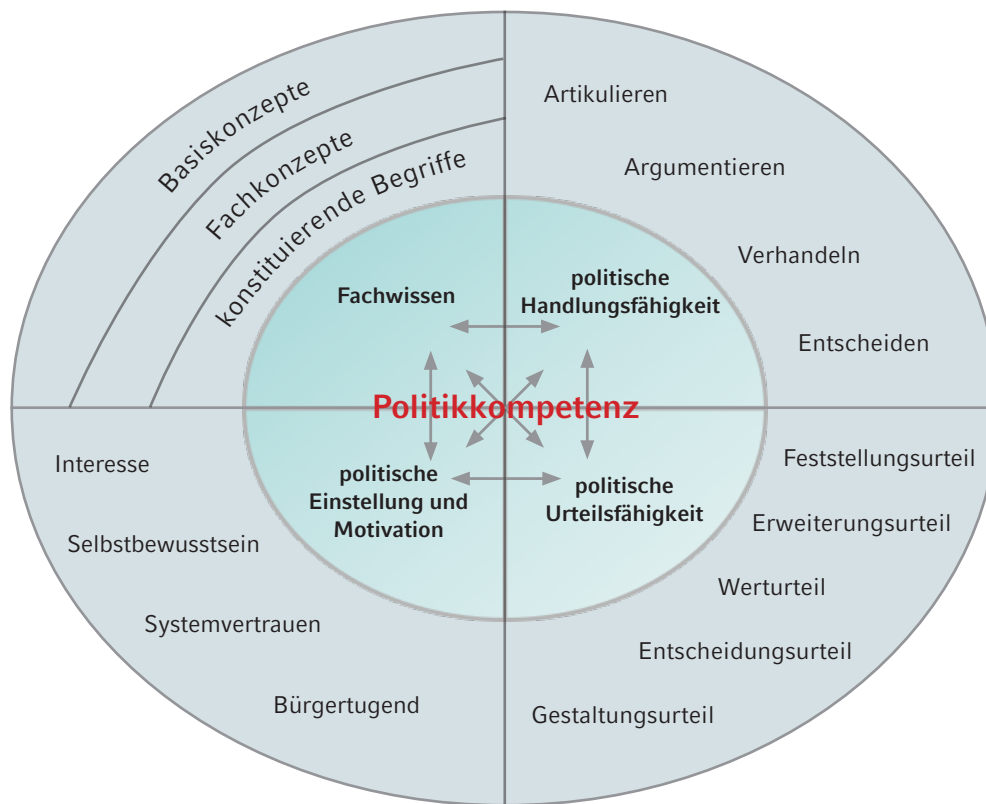 Basiskonzepte
Fachkonzepte
konstituierende Begriffe
Fachwissen
Artikulieren
Argumentieren
Verhandeln
Entscheiden
politische
Handlungsfähigkeit
Politikkompetenz
Interesse
Selbstbewusstsein
Systemvertrauen
Bürgertugend
politische
Einstellung und
Motivation
politische
Urteilsfähigkeit
Feststellungsurteil
Erweiterungsurteil
Werturteil
Entscheidungsurteil
Gestaltungsurteil